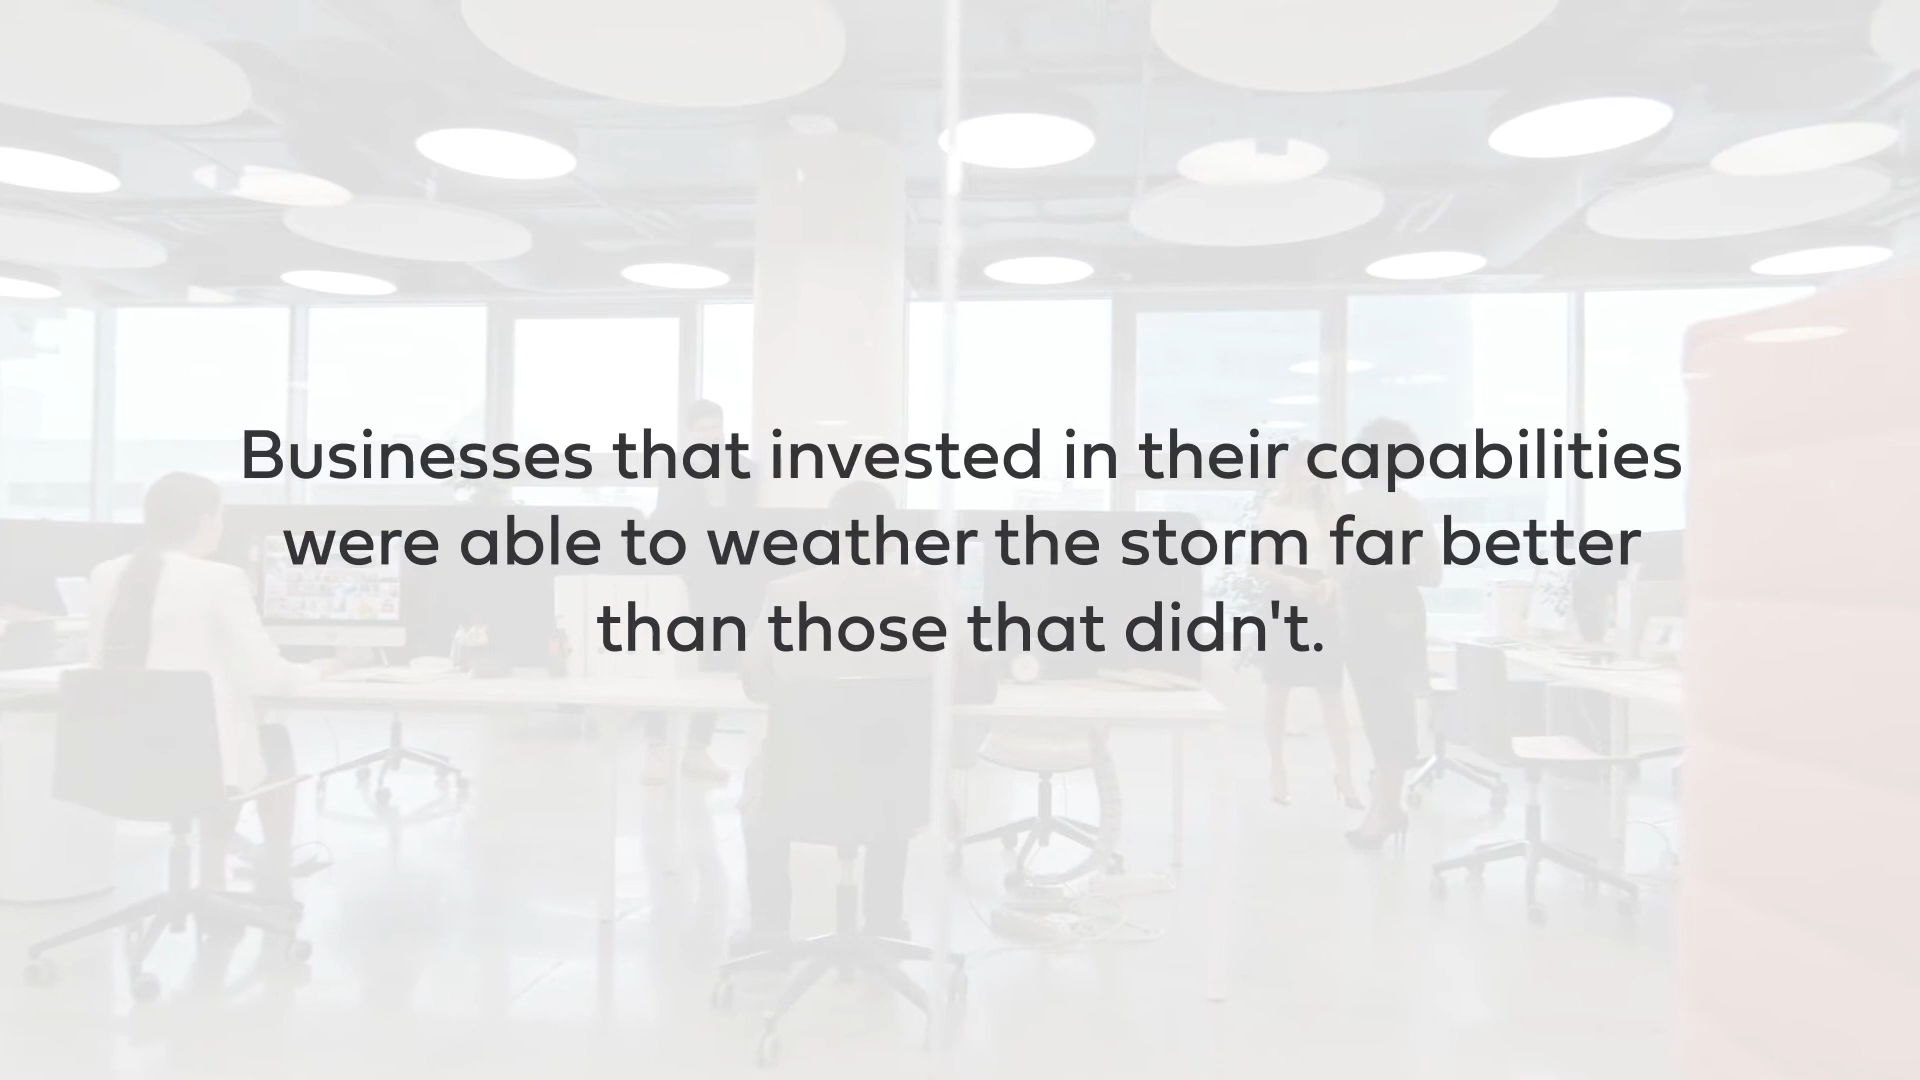 Businesses that invested in their capabilities
were able to weather the storm far better
than those that didn't.